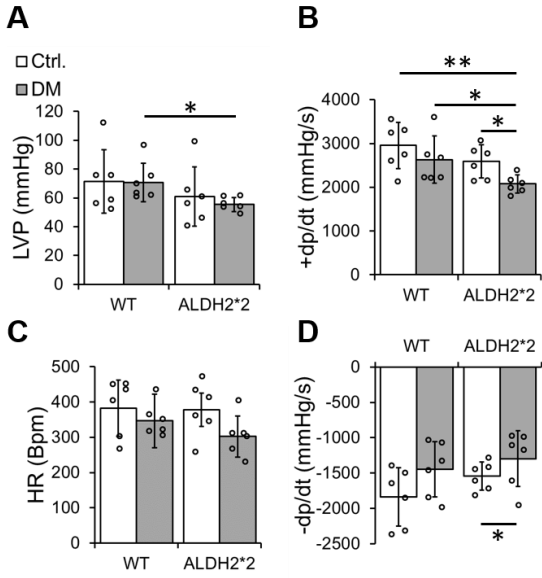 A
Ctrl.
DM
LVP (mmHg)
120
100
80
60
40
20
0
*
WT
ALDH2*2
B
+dp/dt (mmHg/s)
4000
3000
2000
1000
0
**
*
*
WT
ALDH2*2
C
HR (Bpm)
500
400
300
200
100
0
WT
ALDH2*2
D
WT
ALDH2*2
-dp/dt (mmHg/s)
0
-500
-1000
-1500
-2000
-2500
*